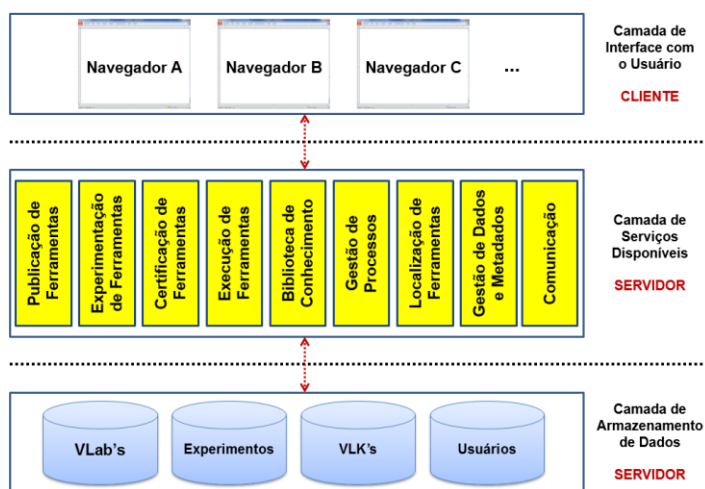 Navegador A
Navegador B
Navegador C
...
Camada de
Interface com
o Usuário
CLIENTE
Publicação de
Ferramentas
Experimentação
de Ferramentas
Certificação de
Ferramentas
Execução de
Ferramentas
Biblioteca de
Conhecimento
Gestão de
Processos
Localização de
Ferramentas
Gestão de Dados
e Metadados
Comunicação
Camada de
Serviços
Disponíveis
SERVIDOR
VLab's
Experimentos
VLK's
Usuários
Camada de
Armazenamento
de Dados
SERVIDOR